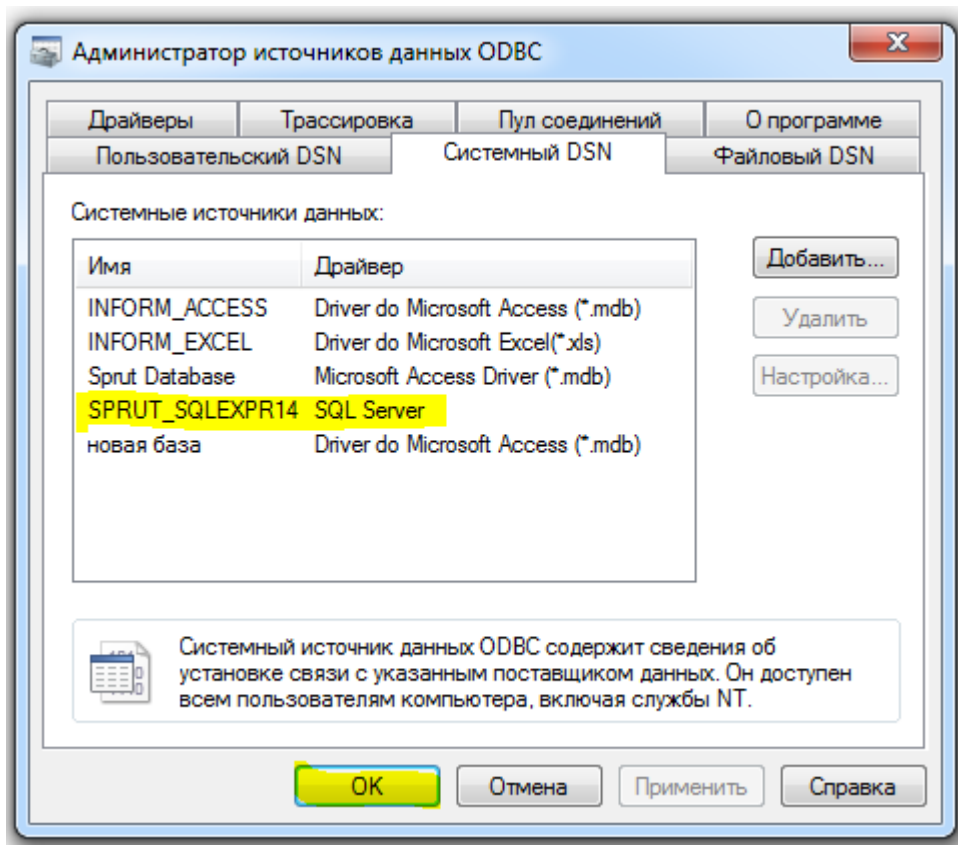 Администратор источников данных ODBC
Драйверы Трассировка Пул соединений О программе
Пользовательский DSN Системный DSN Файловый DSN
Системные источники данных:
Имя Драйвер
INFORM_ACCESS Driver do Microsoft Access (*.mdb)
INFORM_EXCEL Driver do Microsoft Excel(*.xls)
Sprut Database Microsoft Access Driver (*.mdb)
SPRUT_SQLEXPR14 SQL Server
новая база Driver do Microsoft Access (*.mdb)
Добавить...
Удалить
Настройка...
Системный источник данных ODBC содержит сведения об
установке связи с указанным поставщиком данных. Он доступен
всем пользователям компьютера, включая службы NT.
OK Отмена Применить Справка